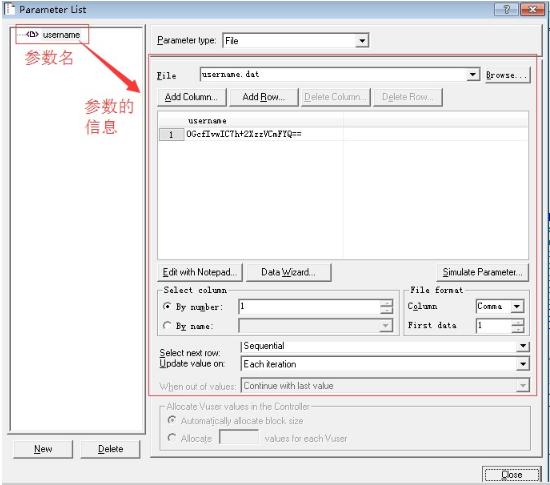 Parameter List
username
参数名
参数的
信息
Parameter type: File
File username.dat Browse...
Add Column... Add Row... Delete Column... Delete Row...
username
1 OGcfIvwIC7h+2XzzVCmFYQ==
Edit with Notepad... Data Wizard... Simulate Parameter...
Select column File format
By number: 1 Column Comma
By name: First data 1
Select next row: Sequential
Update value on: Each iteration
When out of values: Continue with last value
Allocate Vuser values in the Controller
Automatically allocate block size
Allocate values for each Vuser
New Delete
Close